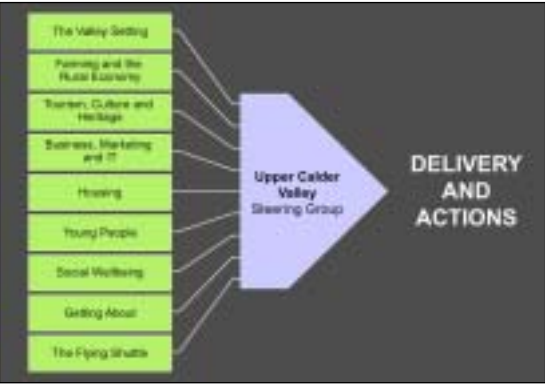 The Valley Setting
Farming and the
Rural Economy
Tourism, Culture and
Heritage
Business, Marketing
and IT
Housing
Young People
Social Wellbeing
Getting About
The Flying Shuttle
Upper Calder
Valley
Steering Group
DELIVERY
AND
ACTIONS